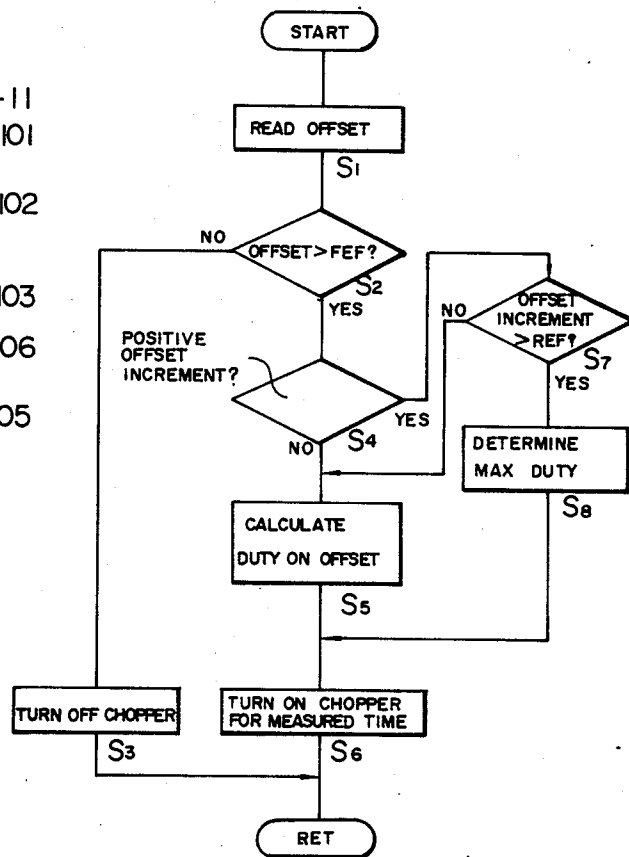 START
-11
101
READ OFFSET
S1
102
NO
OFFSET > FEF?
S2
YES
103
OFFSET
INCREMENT
> REF?
NO
S7
YES
06
POSITIVE
OFFSET
INCREMENT?
YES
S4
NO
05
DETERMINE
MAX DUTY
S8
CALCULATE
DUTY ON OFFSET
S5
TURN OFF CHOPPER
S3
TURN ON CHOPPER
FOR MEASURED TIME
S6
RET